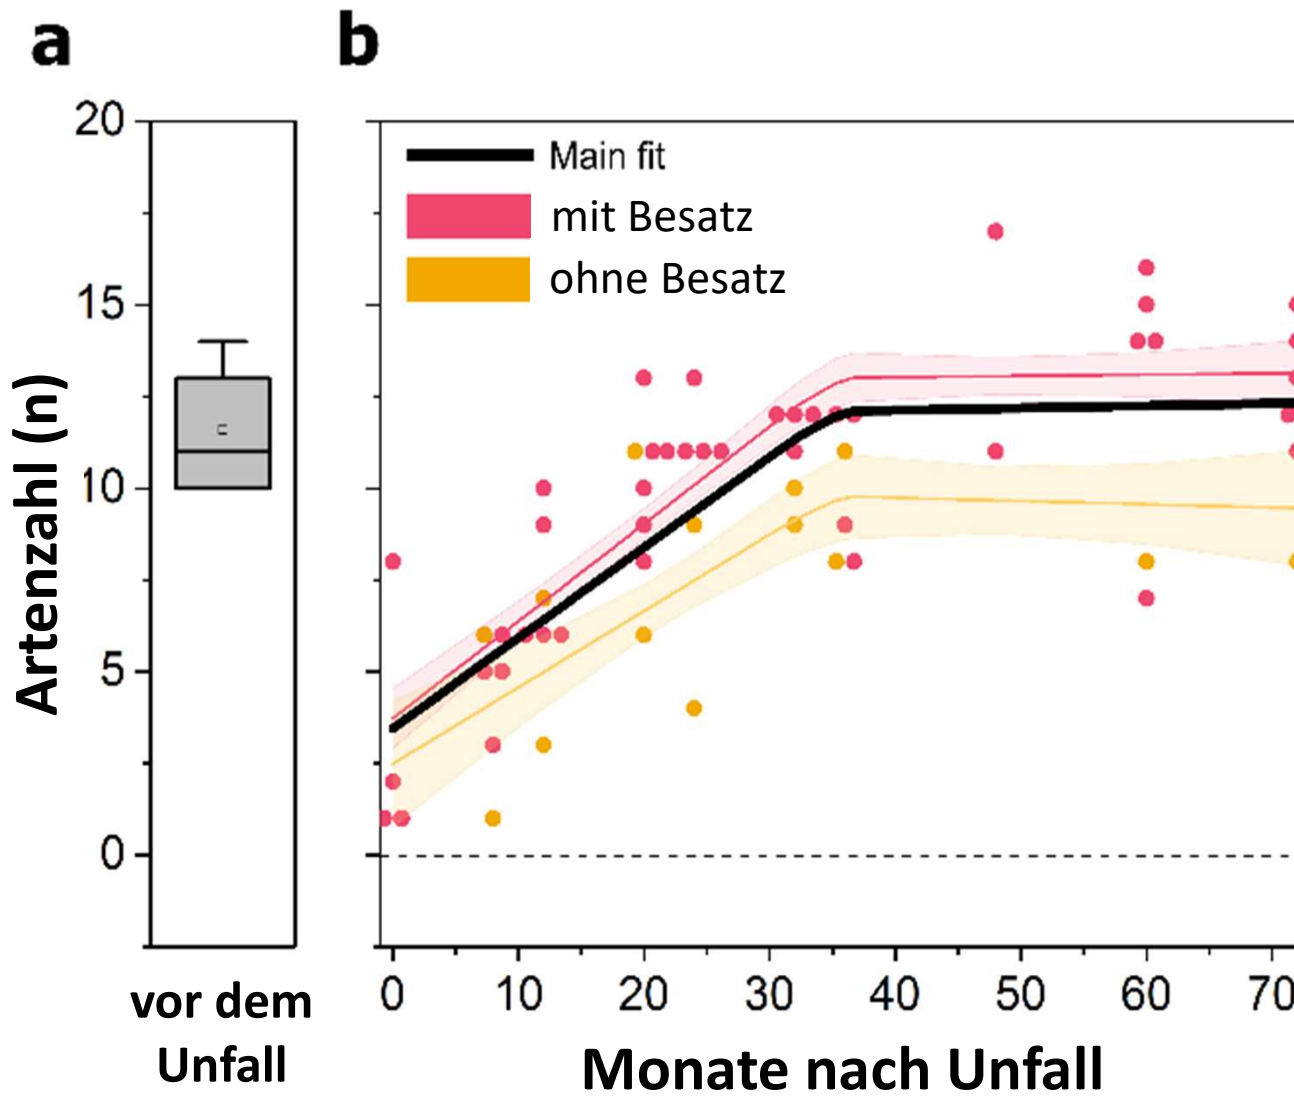 a
b
20
15
10
5
0
Artenzahl (n)
vor dem
Unfall
Main fit
mit Besatz
ohne Besatz
0 10 20 30 40 50 60 70
Monate nach Unfall